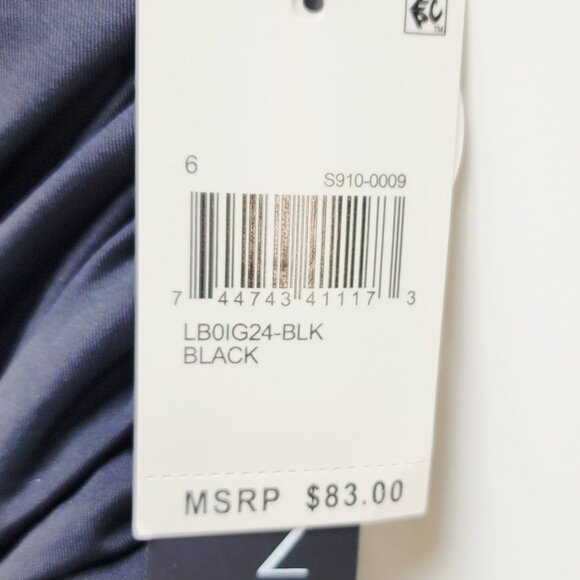 6
S910-0009
7 44743 41117 3
LB0IG24-BLK
BLACK
MSRP $83.00